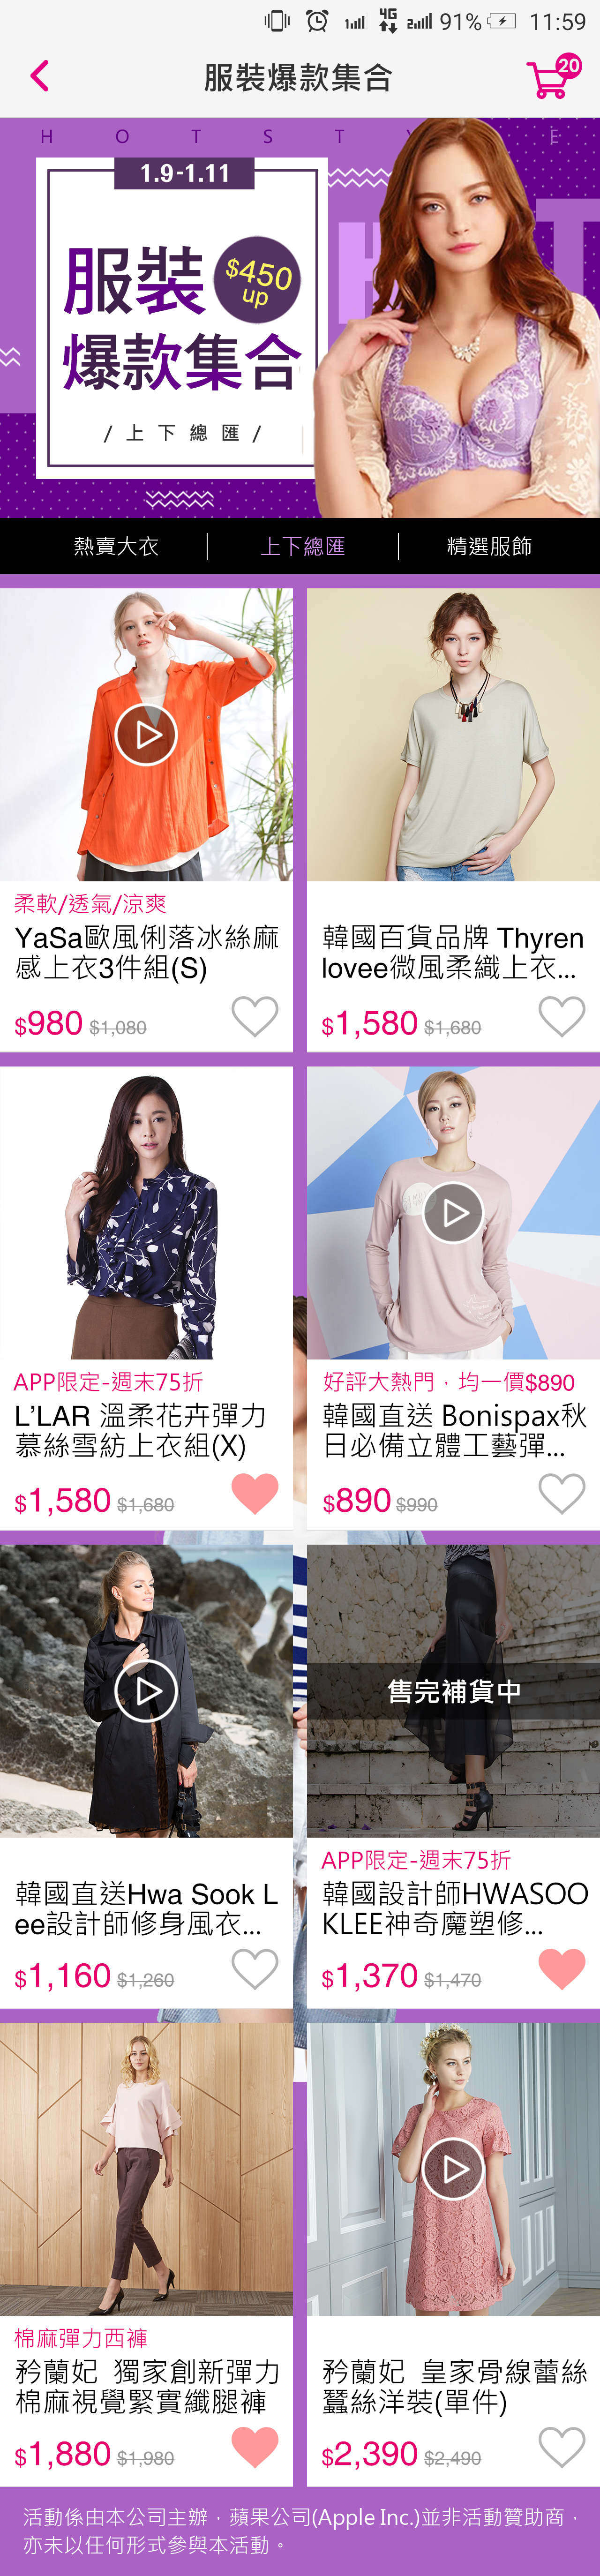 4G 91% 11:59
服裝爆款集合
20
H O T S T Y E
1.9-1.11
服裝
$450
up
爆款集合
/ 上 下 總 匯 /
熱賣大衣 上下總匯 精選服飾
柔軟/透氣/涼爽
YaSa歐風俐落冰絲麻
感上衣3件組(S)
$980 $1,080
韓國百貨品牌 Thyren
lovee微風柔織上衣...
$1,580 $1,680
APP限定-週末75折
L'LAR 溫柔花卉彈力
慕絲雪紡上衣組(X)
$1,580 $1,680
好評大熱門，均一價$890
韓國直送 Bonispax秋
日必備立體工藝彈...
$890 $990
韓國直送Hwa Sook L
ee設計師修身風衣...
$1,160 $1,260
售完補貨中
APP限定-週末75折
韓國設計師HWASOO
KLEE神奇魔塑修...
$1,370 $1,470
棉麻彈力西褲
矜蘭妃 獨家創新彈力
棉麻視覺緊實纖腿褲
$1,880 $1,980
矜蘭妃 皇家骨線蕾絲
蠶絲洋裝(單件)
$2,390 $2,490
活動係由本公司主辦，蘋果公司(Apple Inc.)並非活動贊助商，
亦未以任何形式參與本活動。